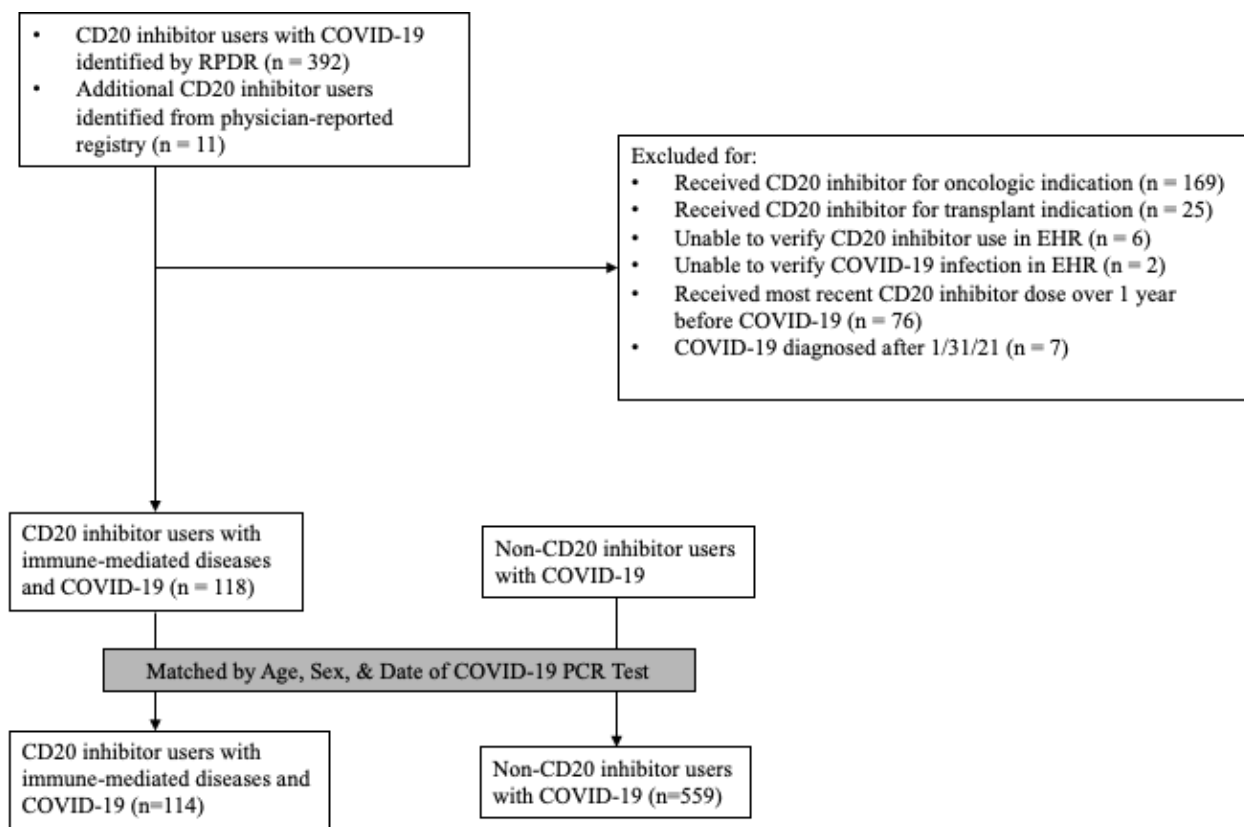 • CD20 inhibitor users with COVID-19
identified by RPDR (n = 392)
• Additional CD20 inhibitor users
identified from physician-reported
registry (n = 11)
Excluded for:
• Received CD20 inhibitor for oncologic indication (n = 169)
• Received CD20 inhibitor for transplant indication (n = 25)
• Unable to verify CD20 inhibitor use in EHR (n = 6)
• Unable to verify COVID-19 infection in EHR (n = 2)
• Received most recent CD20 inhibitor dose over 1 year
before COVID-19 (n = 76)
• COVID-19 diagnosed after 1/31/21 (n = 7)
CD20 inhibitor users with
immune-mediated diseases
and COVID-19 (n = 118)
Non-CD20 inhibitor users
with COVID-19
Matched by Age, Sex, & Date of COVID-19 PCR Test
CD20 inhibitor users with
immune-mediated diseases and
COVID-19 (n=114)
Non-CD20 inhibitor users
with COVID-19 (n=559)